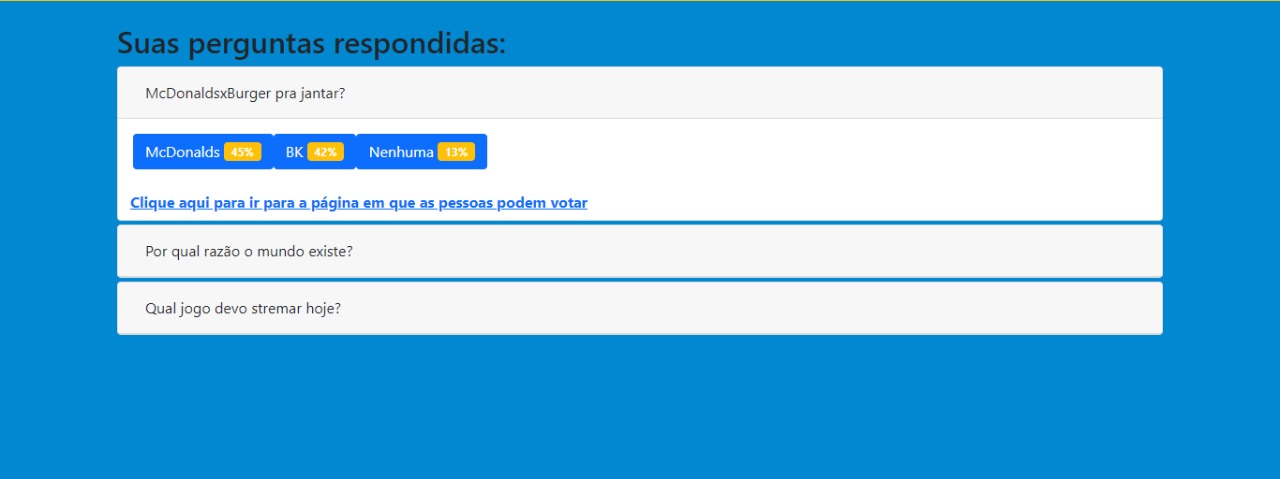 Suas perguntas respondidas:
McDonaldsxBurger pra jantar?
McDonalds 45% BK 42% Nenhuma 13%
Clique aqui para ir para a página em que as pessoas podem votar
Por qual razão o mundo existe?
Qual jogo devo stremar hoje?